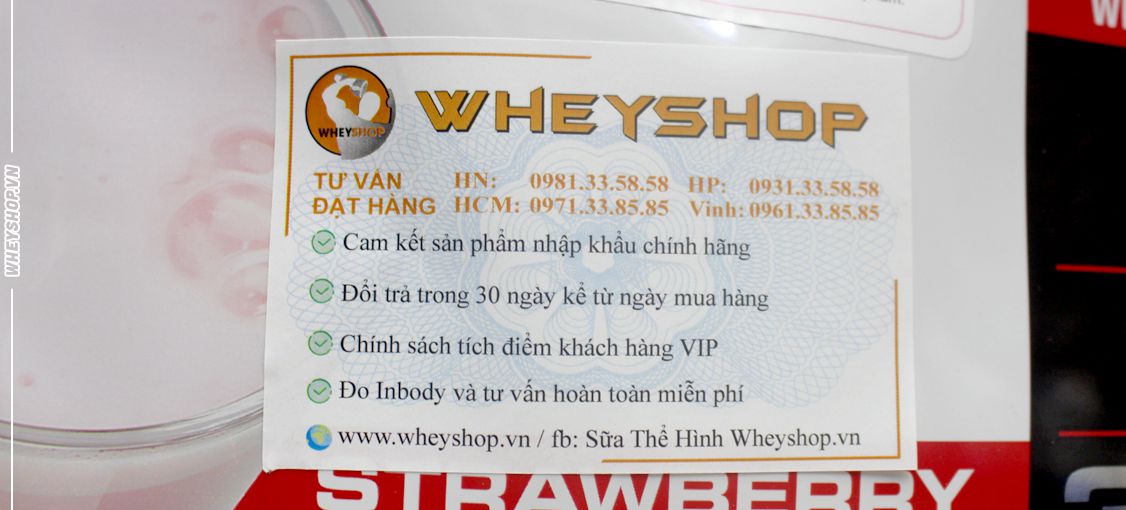 WHEYSHOP.VN
WHEYSHOP
WHEYSHOP
TƯ VẤN HN: 0981.33.58.58 HP: 0931.33.58.58
ĐẶT HÀNG HCM: 0971.33.85.85 Vinh: 0961.33.85.85
Cam kết sản phẩm nhập khẩu chính hãng
Đổi trả trong 30 ngày kể từ ngày mua hàng
Chính sách tích điểm khách hàng VIP
Đo Inbody và tư vấn hoàn toàn miễn phí
www.wheyshop.vn / fb: Sữa Thể Hình Wheyshop.vn
STRAWBERRY